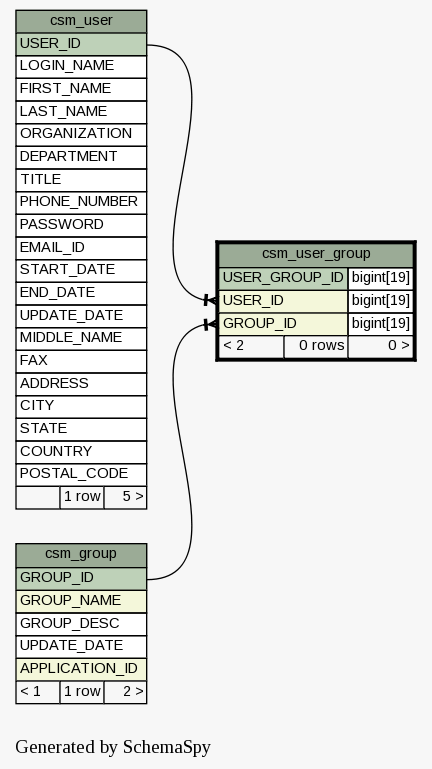 csm_user
USER_ID
LOGIN_NAME
FIRST_NAME
LAST_NAME
ORGANIZATION
DEPARTMENT
TITLE
PHONE_NUMBER
PASSWORD
EMAIL_ID
START_DATE
END_DATE
UPDATE_DATE
MIDDLE_NAME
FAX
ADDRESS
CITY
STATE
COUNTRY
POSTAL_CODE
1 row 5 >
csm_user_group
USER_GROUP_ID bigint[19]
USER_ID bigint[19]
GROUP_ID bigint[19]
< 2 0 rows 0 >
csm_group
GROUP_ID
GROUP_NAME
GROUP_DESC
UPDATE_DATE
APPLICATION_ID
< 1 1 row 2 >
Generated by SchemaSpy